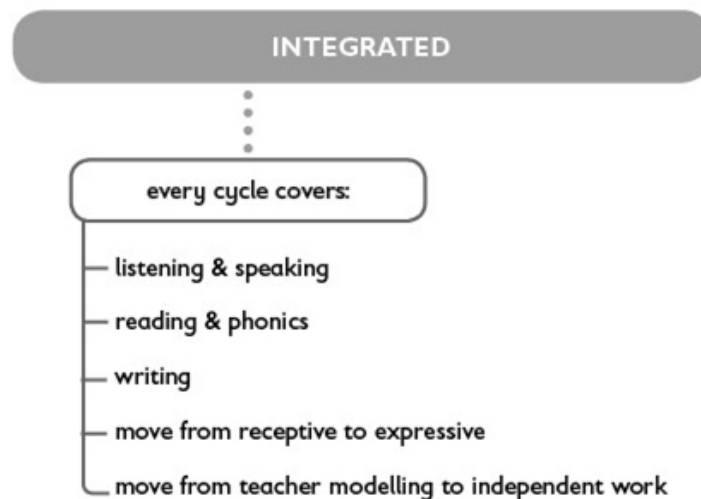 INTEGRATED
every cycle covers:
listening & speaking
reading & phonics
writing
move from receptive to expressive
move from teacher modelling to independent work